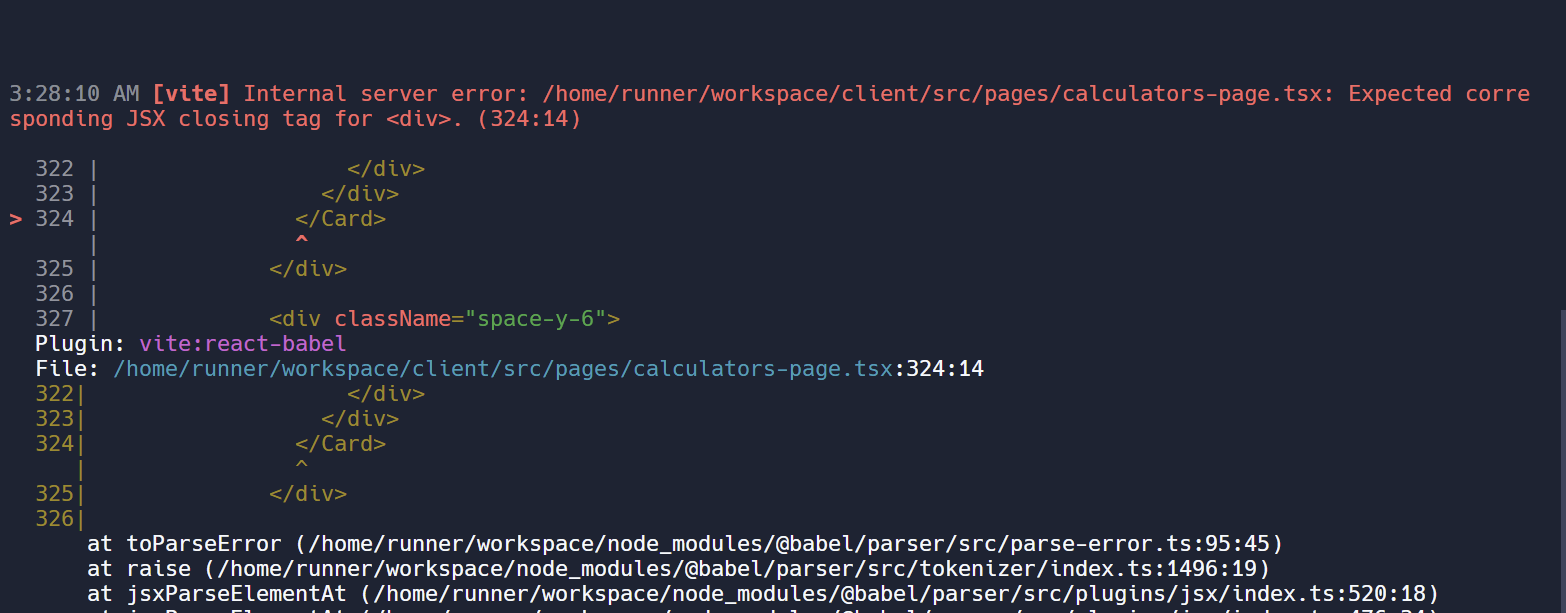 3:28:10 AM [vite] Internal server error: /home/runner/workspace/client/src/pages/calculators-page.tsx: Expected corre
sponding JSX closing tag for <div>. (324:14)
322 | </div>
323 | </div>
> 324 | </Card>
| ^
325 | </div>
326 |
327 | <div className="space-y-6">
Plugin: vite:react-babel
File: /home/runner/workspace/client/src/pages/calculators-page.tsx:324:14
322| </div>
323| </div>
324| </Card>
| ^
325| </div>
326|
at toParseError (/home/runner/workspace/node_modules/@babel/parser/src/parse-error.ts:95:45)
at raise (/home/runner/workspace/node_modules/@babel/parser/src/tokenizer/index.ts:1496:19)
at jsxParseElementAt (/home/runner/workspace/node_modules/@babel/parser/src/plugins/jsx/index.ts:520:18)